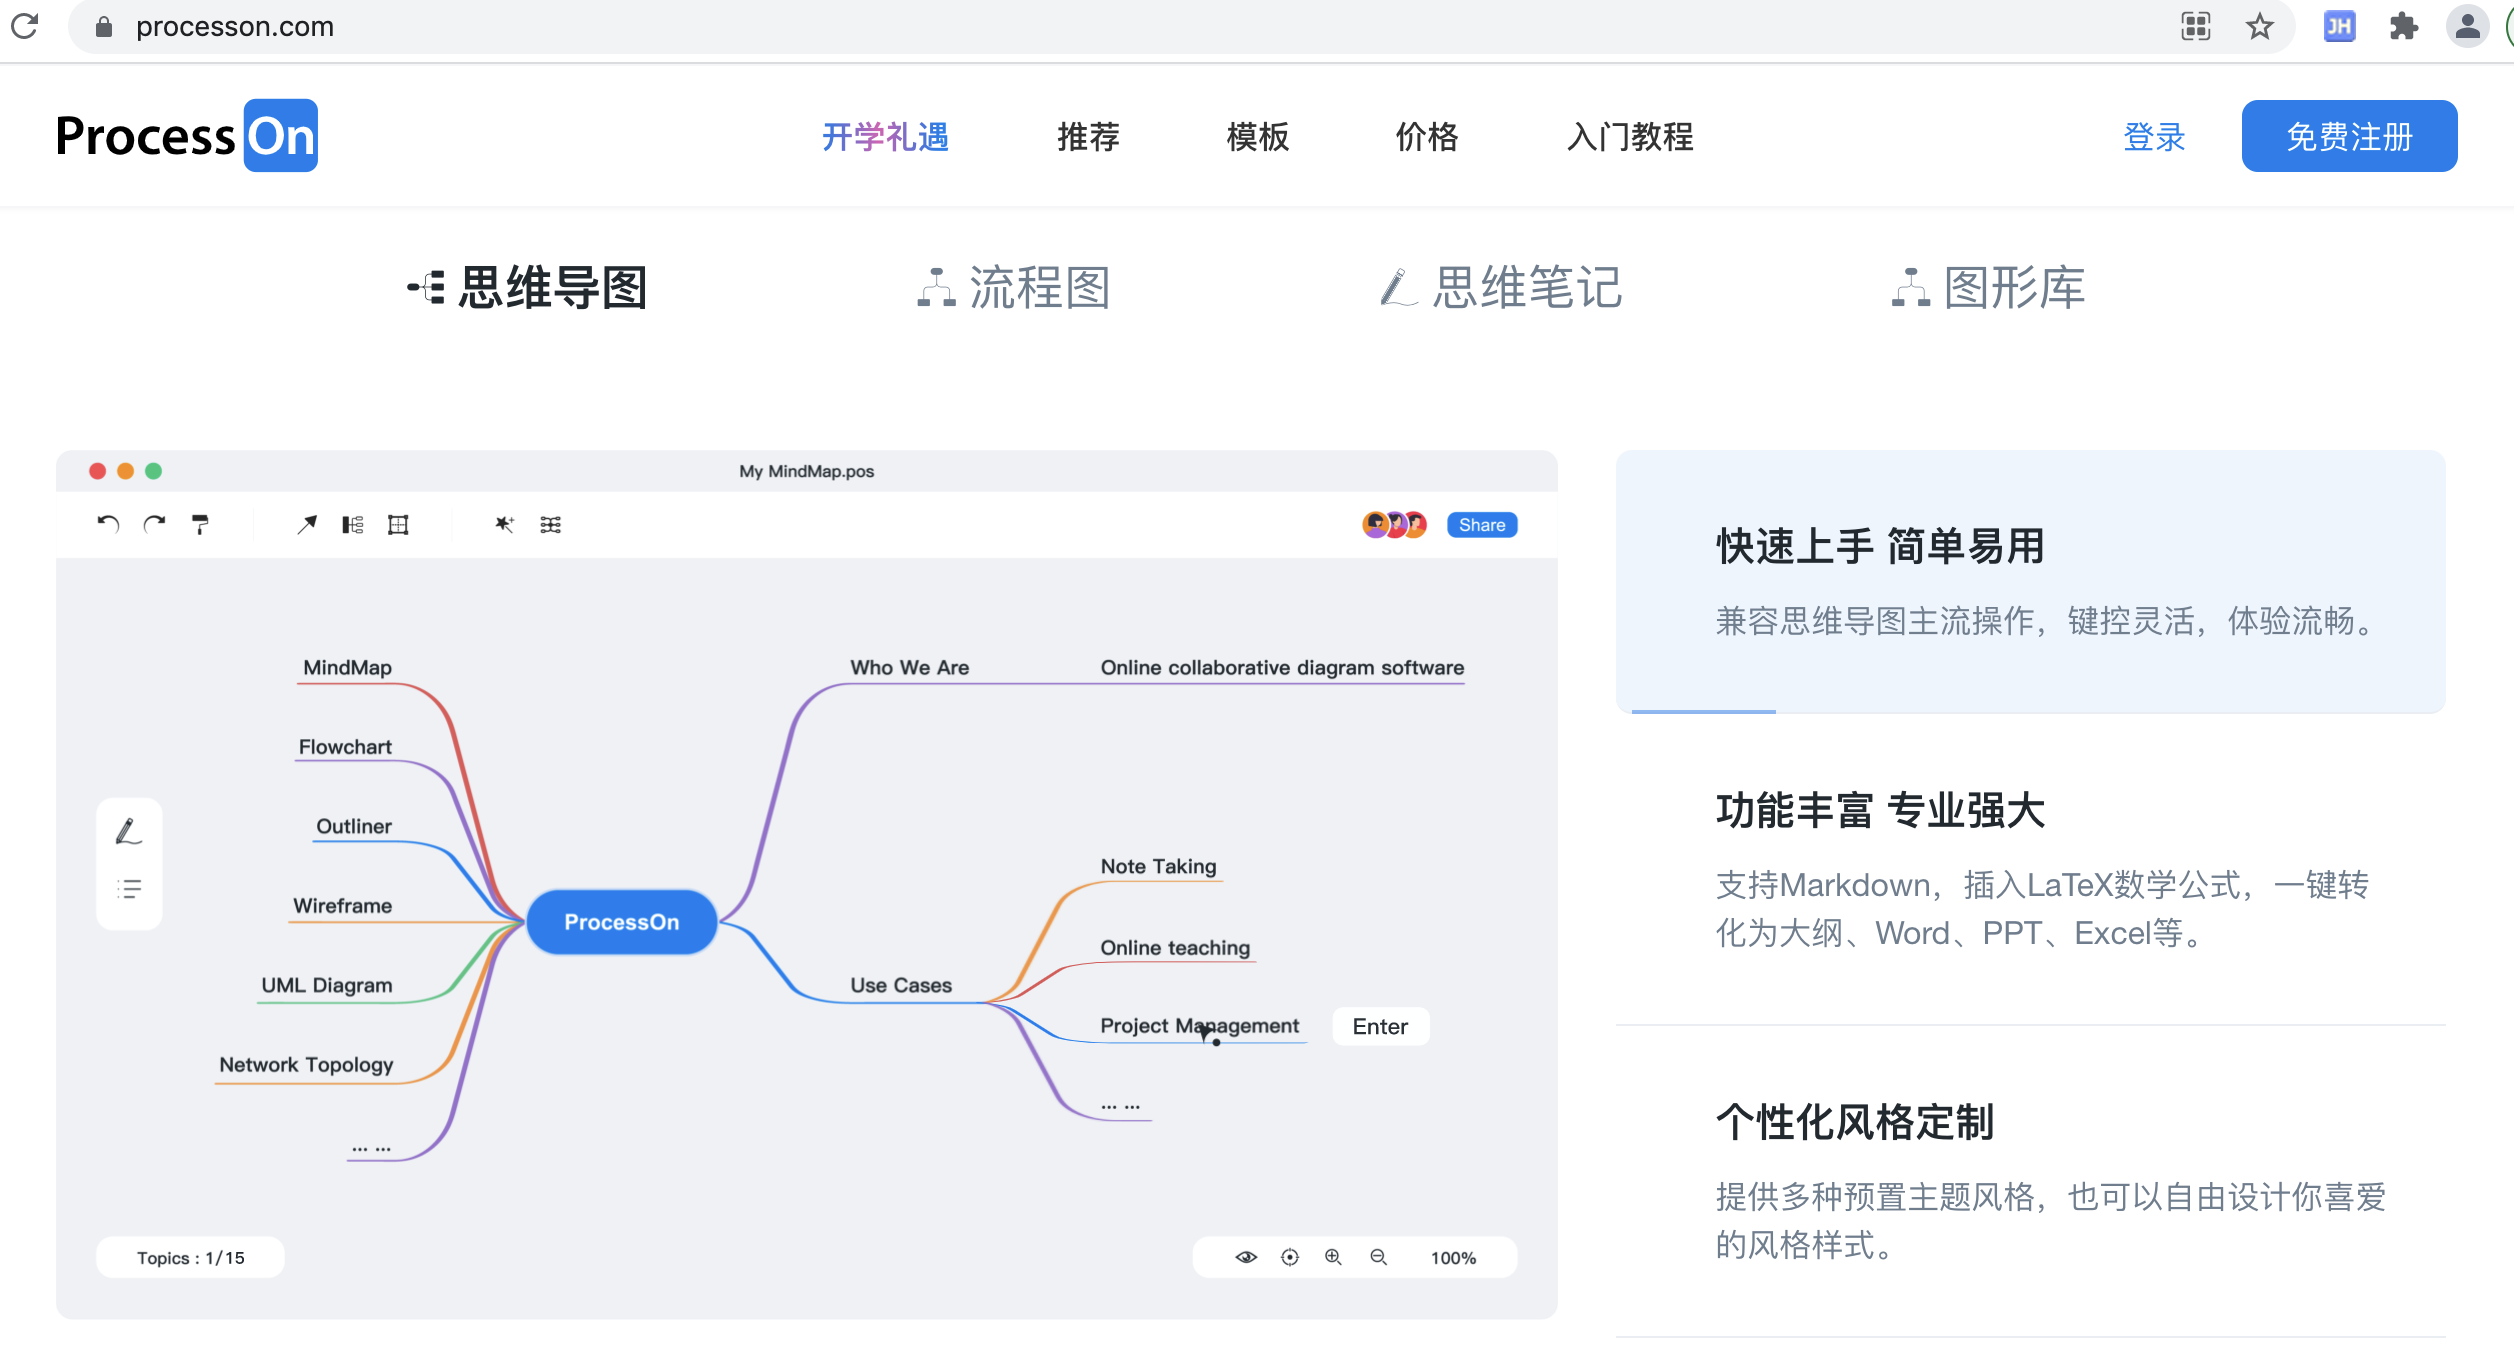 processon.com
JH
ProcessOn
开学礼遇 推荐 模板 价格 入门教程 登录 免费注册
思维导图 流程图 思维笔记 图形库
My MindMap.pos
Share
MindMap
Flowchart
Outliner
Wireframe
UML Diagram
Network Topology
... ...
ProcessOn
Who We Are
Online collaborative diagram software
Use Cases
Note Taking
Online teaching
Project Management
Enter
... ...
Topics : 1/15
100%
快速上手 简单易用
兼容思维导图主流操作，键控灵活，体验流畅。
功能丰富 专业强大
支持Markdown，插入LaTeX数学公式，一键转
化为大纲、Word、PPT、Excel等。
个性化风格定制
提供多种预置主题风格，也可以自由设计你喜爱
的风格样式。